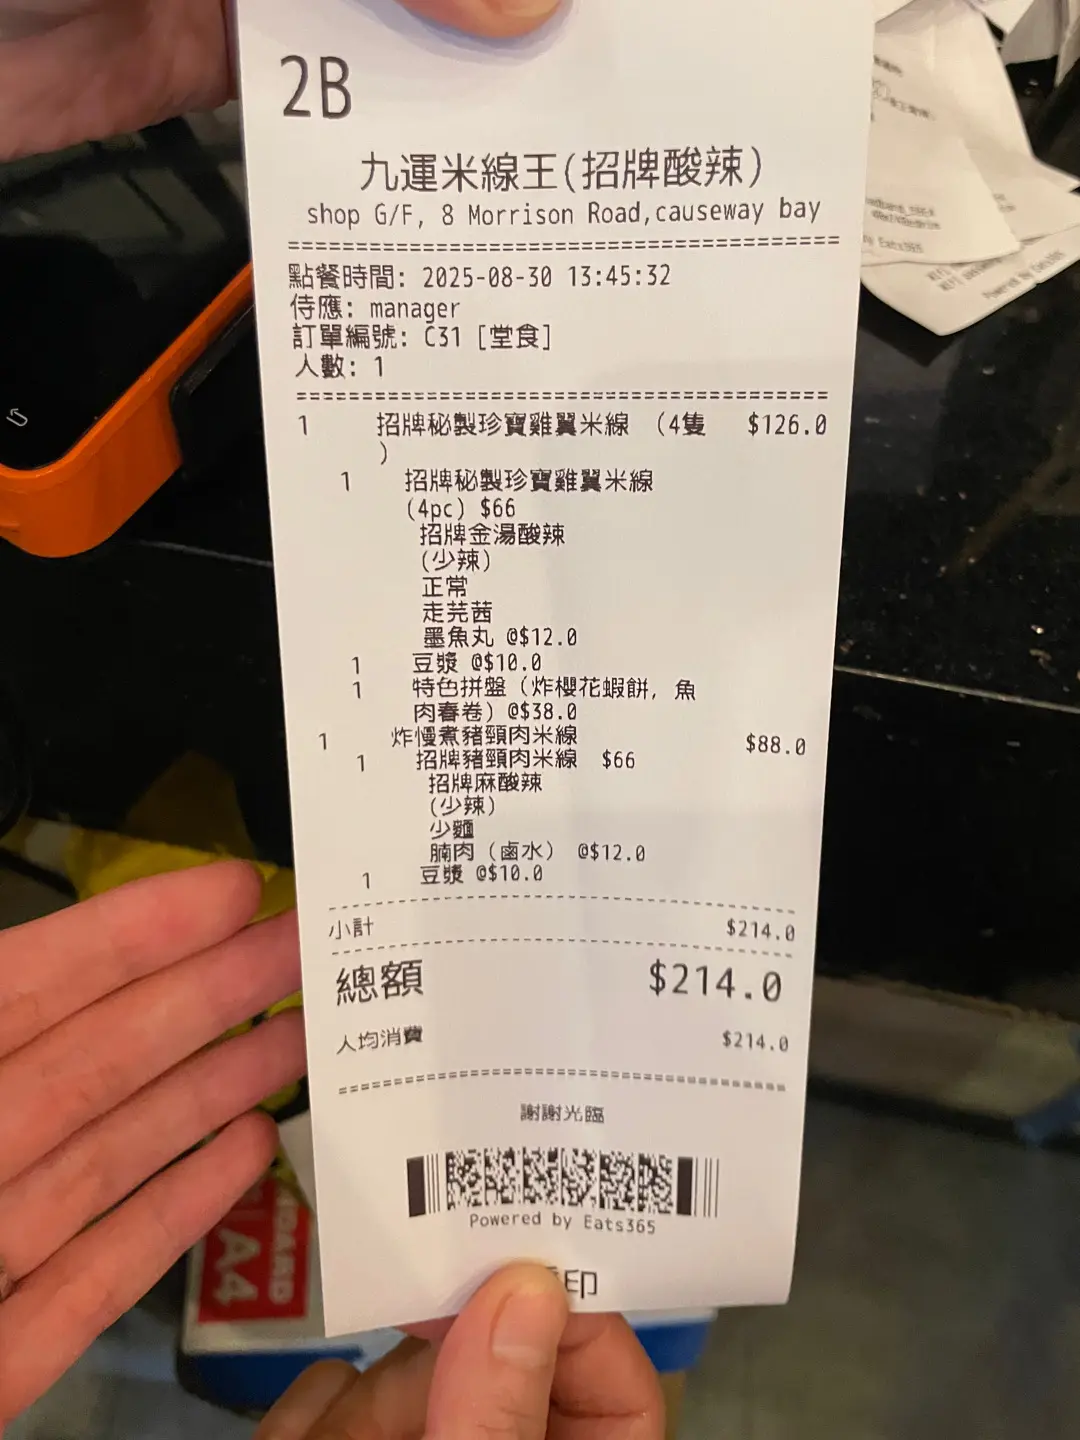 2B
九運米線王(招牌酸辣)
shop G/F, 8 Morrison Road,causeway bay
點餐時間: 2025-08-30 13:45:32
侍應: manager
訂單編號: C31 [堂食]
人數: 1
1 招牌秘製珍寶雞翼米線 (4隻 $126.0
)
1 招牌秘製珍寶雞翼米線
(4pc) $66
招牌金湯酸辣
(少辣)
正常
走芫茜
墨魚丸 @$12.0
1 豆漿 @$10.0
1 特色拼盤 (炸櫻花蝦餅, 魚
肉春卷) @$38.0
1 炸慢煮豬頸肉米線 $88.0
1 招牌豬頸肉米線 $66
招牌麻酸辣
(少辣)
少麵
腩肉 (鹵水) @$12.0
1 豆漿 @$10.0
小計 $214.0
總額 $214.0
人均消費 $214.0
謝謝光臨
Powered by Eats365
印
Eats365
Powered by Eats365
A4